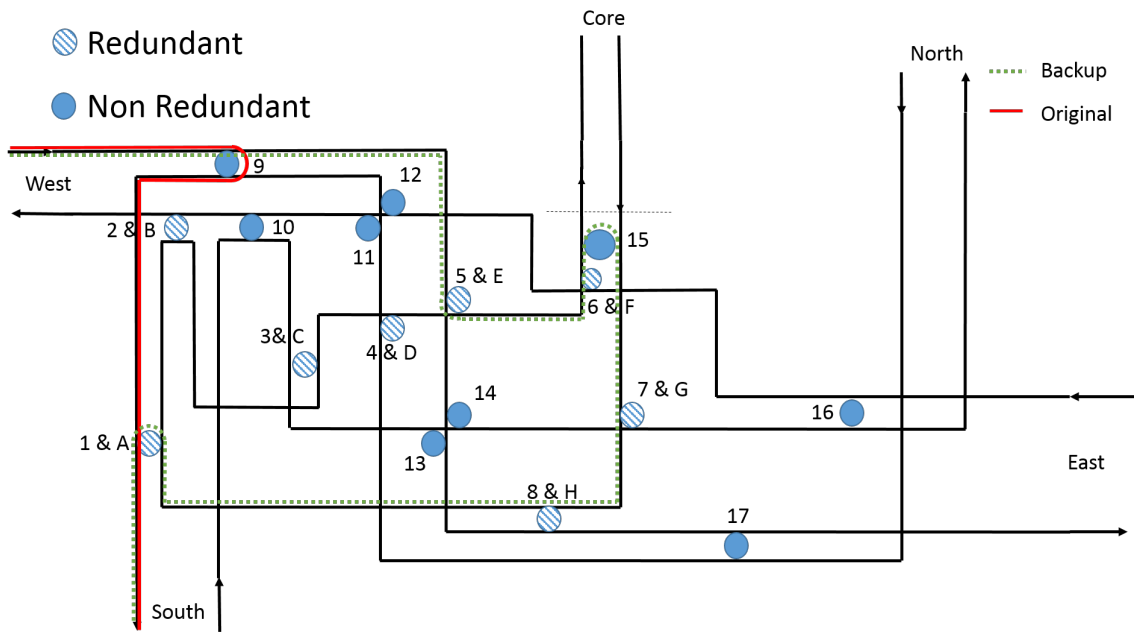 Core
Redundant
North
Backup
Non Redundant
Original
9
12
West
2 & B
10
15
11
5 & E
6 & F
3& C
4 & D
14
7 & G
16
1 & A
13
East
8 & H
17
South